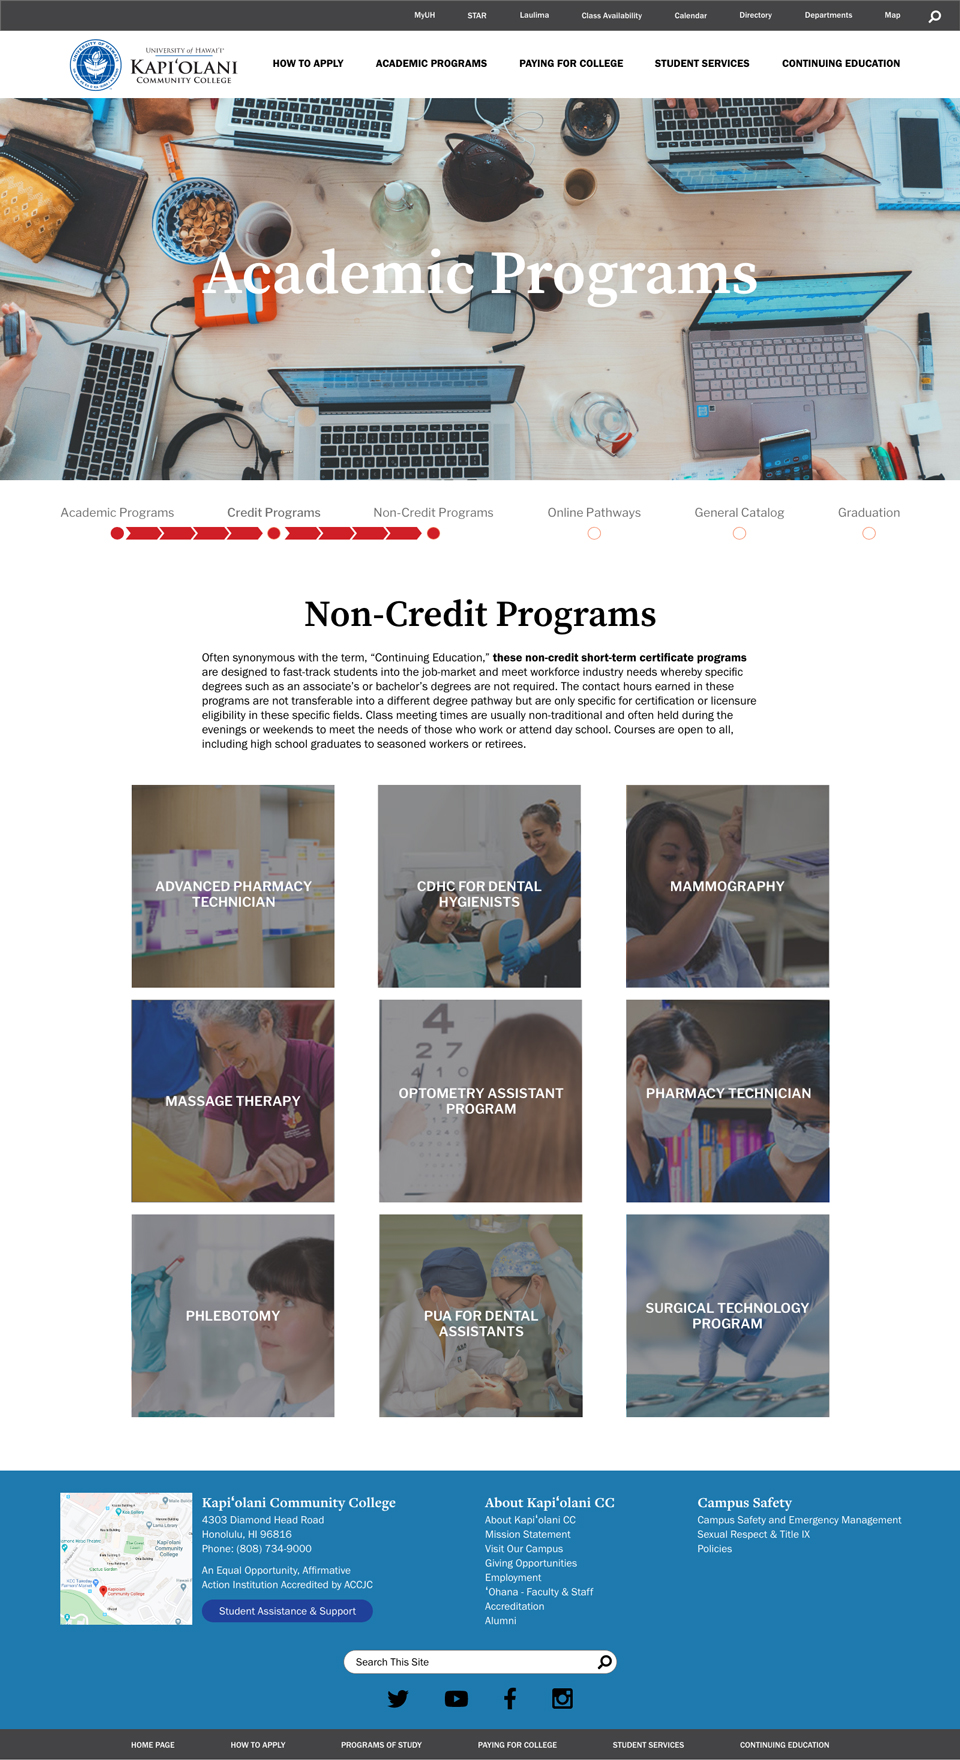 MyUH STAR Laulima Class Availability Calendar Directory Departments Map
UNIVERSITY of HAWAIʻI®
KAPIʻOLANI
COMMUNITY COLLEGE
HOW TO APPLY ACADEMIC PROGRAMS PAYING FOR COLLEGE STUDENT SERVICES CONTINUING EDUCATION
Academic Programs
Academic Programs Credit Programs Non-Credit Programs Online Pathways General Catalog Graduation
Non-Credit Programs
Often synonymous with the term, “Continuing Education,” these non-credit short-term certificate programs
are designed to fast-track students into the job-market and meet workforce industry needs whereby specific
degrees such as an associate’s or bachelor’s degrees are not required. The contact hours earned in these
programs are not transferable into a different degree pathway but are only specific for certification or licensure
eligibility in these specific fields. Class meeting times are usually non-traditional and often held during the
evenings or weekends to meet the needs of those who work or attend day school. Courses are open to all,
including high school graduates to seasoned workers or retirees.
ADVANCED PHARMACY
TECHNICIAN
CDHC FOR DENTAL
HYGIENISTS
MAMMOGRAPHY
MASSAGE THERAPY
4
2 7
4 1 0
OPTOMETRY ASSISTANT
PROGRAM
PHARMACY TECHNICIAN
PHLEBOTOMY
PUA FOR DENTAL
ASSISTANTS
SURGICAL TECHNOLOGY
PROGRAM
Kapiʻolani
Community
College
Kapiʻolani Community College
4303 Diamond Head Road
Honolulu, HI 96816
Phone: (808) 734-9000
An Equal Opportunity, Affirmative
Action Institution Accredited by ACCJC
Student Assistance & Support
About Kapiʻolani CC
About Kapiʻolani CC
Mission Statement
Visit Our Campus
Giving Opportunities
Employment
ʻOhana - Faculty & Staff
Accreditation
Alumni
Campus Safety
Campus Safety and Emergency Management
Sexual Respect & Title IX
Policies
Search This Site
HOME PAGE HOW TO APPLY PROGRAMS OF STUDY PAYING FOR COLLEGE STUDENT SERVICES CONTINUING EDUCATION